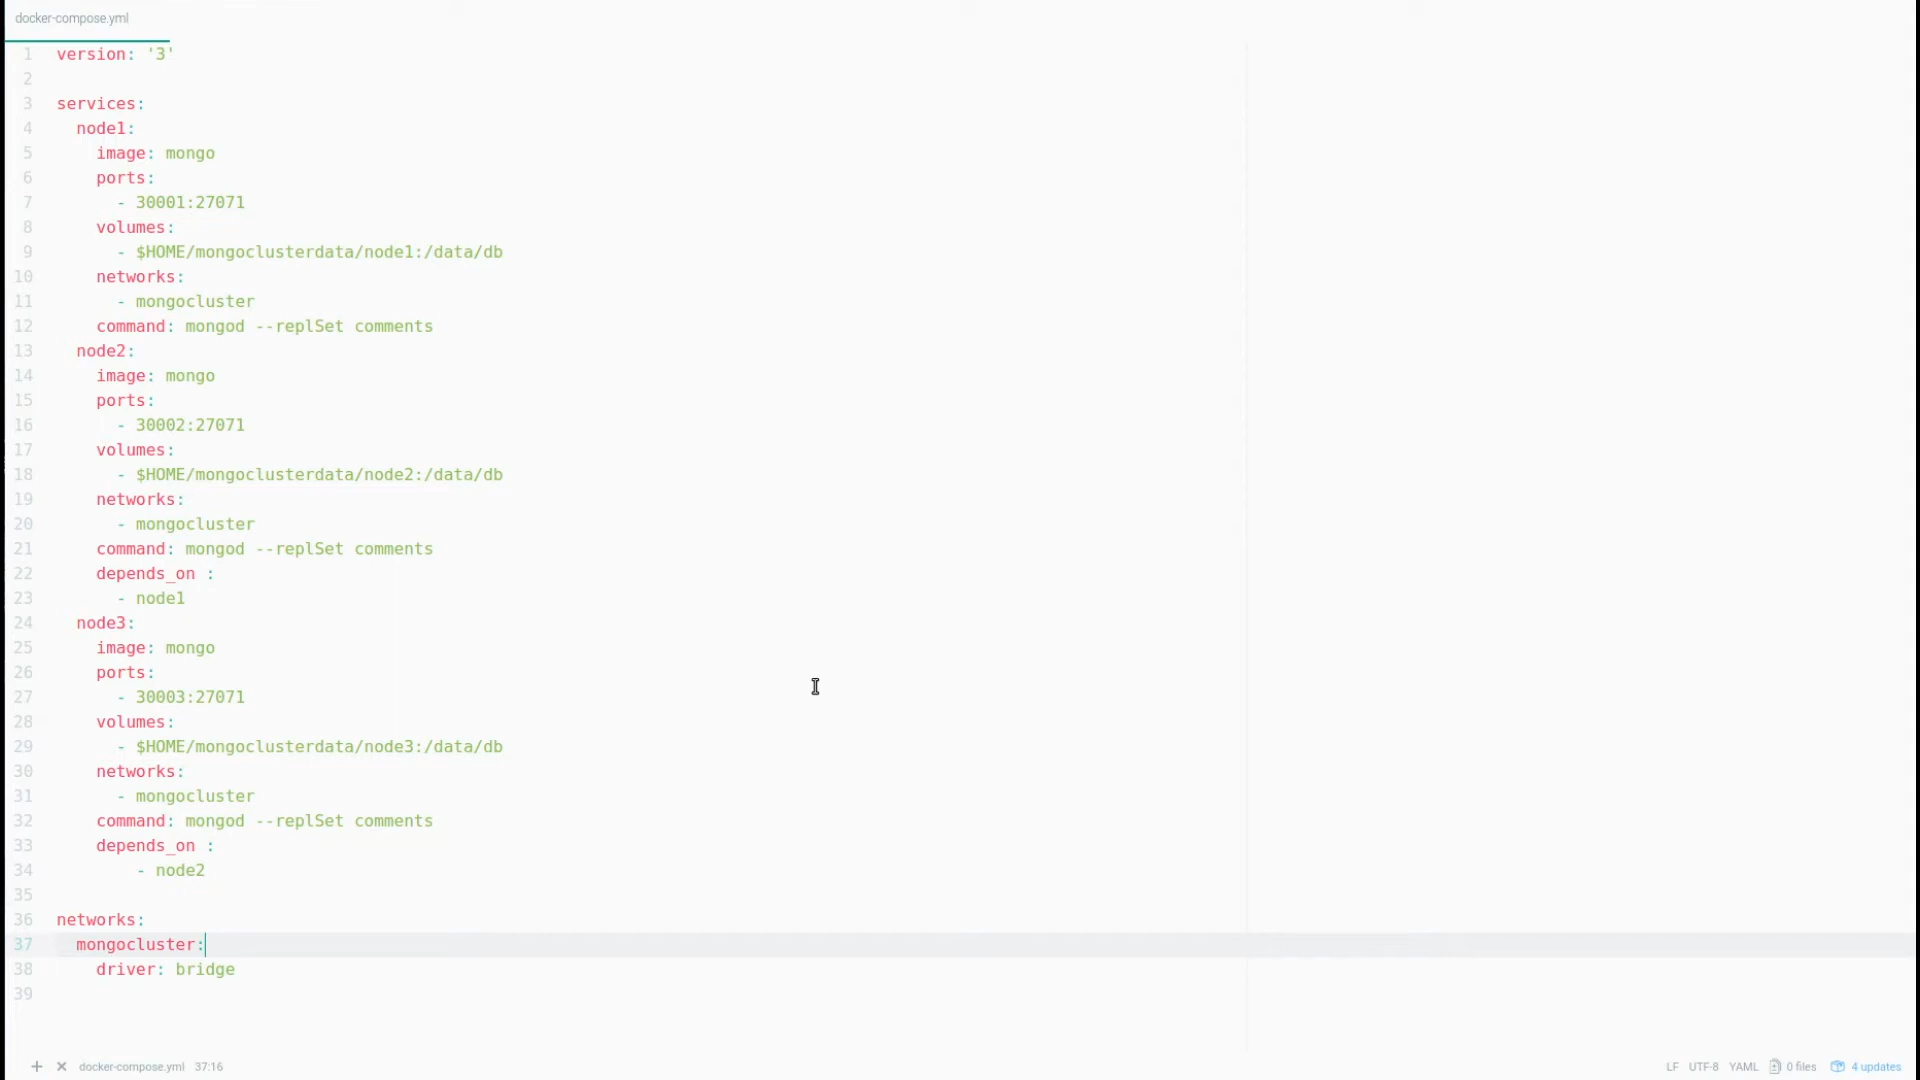 docker-compose.yml
1 version: '3'
2
3 services:
4   node1:
5     image: mongo
6     ports:
7       - 30001:27071
8     volumes:
9       - $HOME/mongoclusterdata/node1:/data/db
10     networks:
11       - mongocluster
12     command: mongod --replSet comments
13   node2:
14     image: mongo
15     ports:
16       - 30002:27071
17     volumes:
18       - $HOME/mongoclusterdata/node2:/data/db
19     networks:
20       - mongocluster
21     command: mongod --replSet comments
22     depends_on :
23       - node1
24   node3:
25     image: mongo
26     ports:
27       - 30003:27071
28     volumes:
29       - $HOME/mongoclusterdata/node3:/data/db
30     networks:
31       - mongocluster
32     command: mongod --replSet comments
33     depends_on :
34         - node2
35
36 networks:
37   mongocluster:
38     driver: bridge
39
docker-compose.yml 37:16 LF UTF-8 YAML 0 files 4 updates